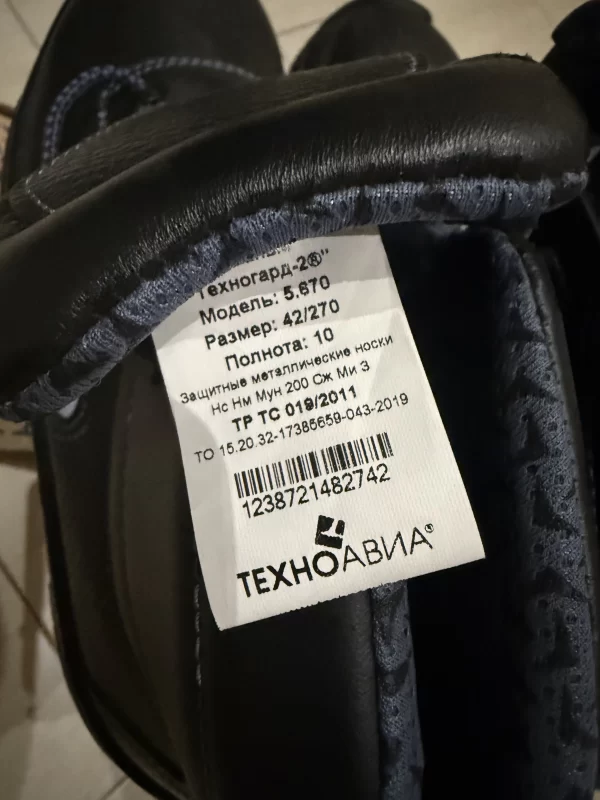 Техногард-2®"
Модель: 5.670
Размер: 42/270
Полнота: 10
Защитные металлические носки
Нс Нм Мун 200 Сж Ми З
ТР ТС 019/2011
ТО 15.20.32-17385659-043-2019
1238721482742
ТЕХНОАВИА®